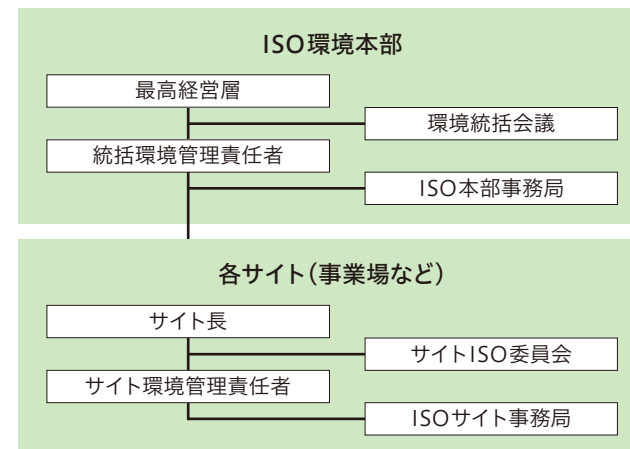 ISO環境本部
最高経営層
環境統括会議
統括環境管理責任者
ISO本部事務局
各サイト（事業場など）
サイト長
サイトISO委員会
サイト環境管理責任者
ISOサイト事務局